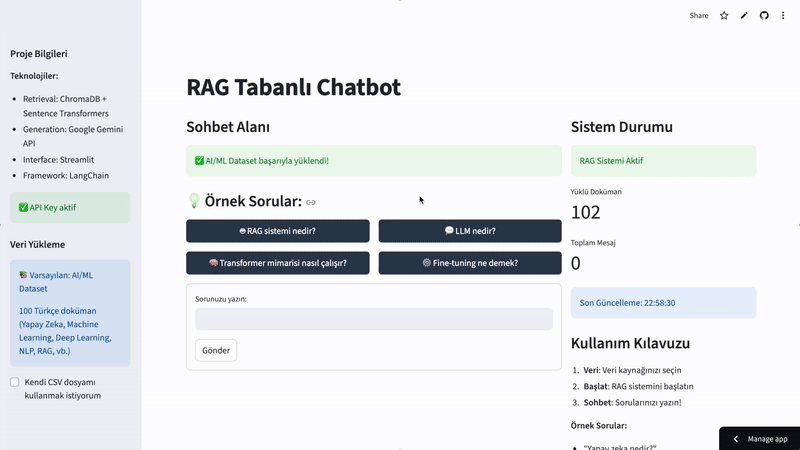 Share
Proje Bilgileri
Teknolojiler:
Retrieval: ChromaDB +
Sentence Transformers
Generation: Google Gemini
API
Interface: Streamlit
Framework: LangChain
✅ API Key aktif
Veri Yükleme
📚 Varsayılan: AI/ML
Dataset
100 Türkçe doküman
(Yapay Zeka, Machine
Learning, Deep Learning,
NLP, RAG, vb.)
Kendi CSV dosyamı
kullanmak istiyorum
RAG Tabanlı Chatbot
Sohbet Alanı
✅ AI/ML Dataset başarıyla yüklendi!
💡 Örnek Sorular:
RAG sistemi nedir?
💬 LLM nedir?
🧠 Transformer mimarisi nasıl çalışır?
🎯 Fine-tuning ne demek?
Sorunuzu yazın:
Gönder
Sistem Durumu
RAG Sistemi Aktif
Yüklü Doküman
102
Toplam Mesaj
0
Son Güncelleme: 22:58:30
Kullanım Kılavuzu
1. Veri: Veri kaynağınızı seçin
2. Başlat: RAG sistemini başlatın
3. Sohbet: Sorularınızı yazın!
Örnek Sorular:
"Yapay zeka nedir?"
Manage app